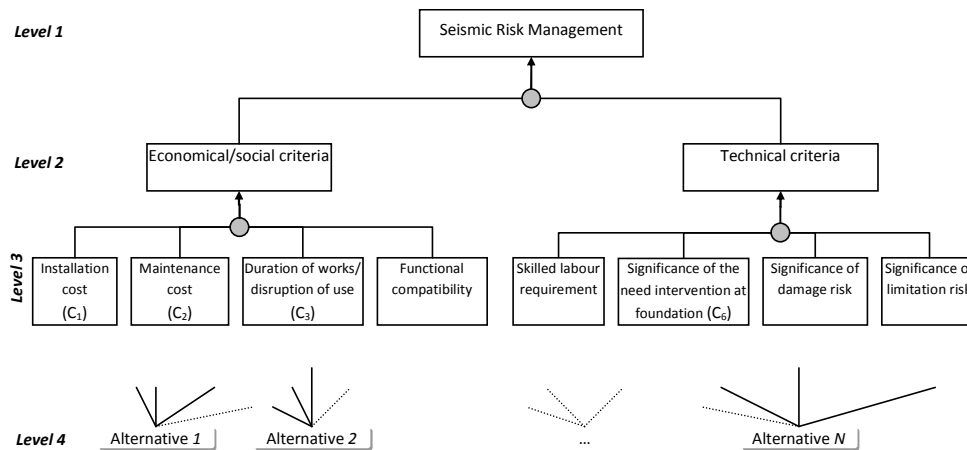 Level 1
Seismic Risk Management
Level 2
Economical/social criteria
Technical criteria
Level 3
Installation
cost
(C₁)
Maintenance
cost
(C₂)
Duration of works/
disruption of use
(C₃)
Functional
compatibility
Skilled labour
requirement
Significance of the
need intervention at
foundation (C₆)
Significance of
damage risk
Significance o
limitation risk
Level 4
Alternative 1
Alternative 2
...
Alternative N